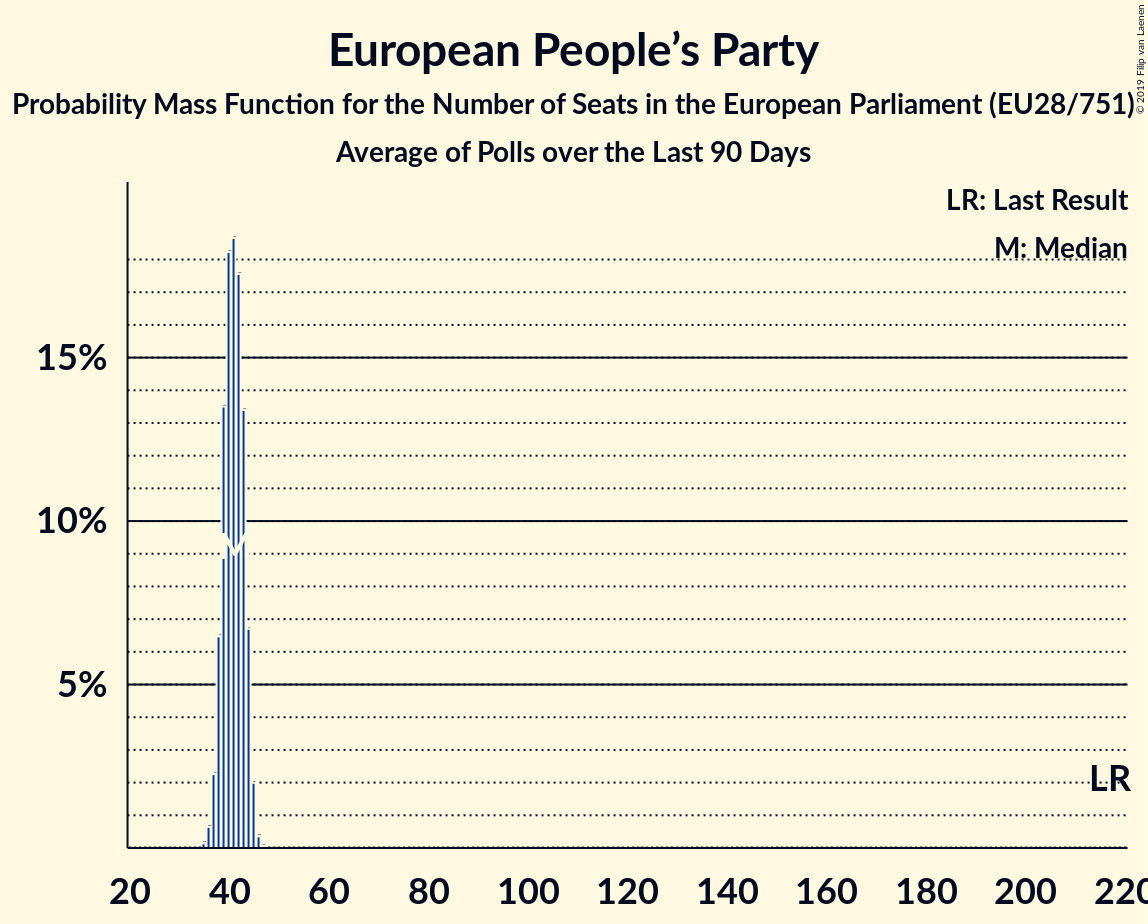 European People’s Party
Probability Mass Function for the Number of Seats in the European Parliament (EU28/751)
Average of Polls over the Last 90 Days
© 2019 Filip van Laenen
LR: Last Result
M: Median
15%
10%
5%
M
LR
20 40 60 80 100 120 140 160 180 200 220